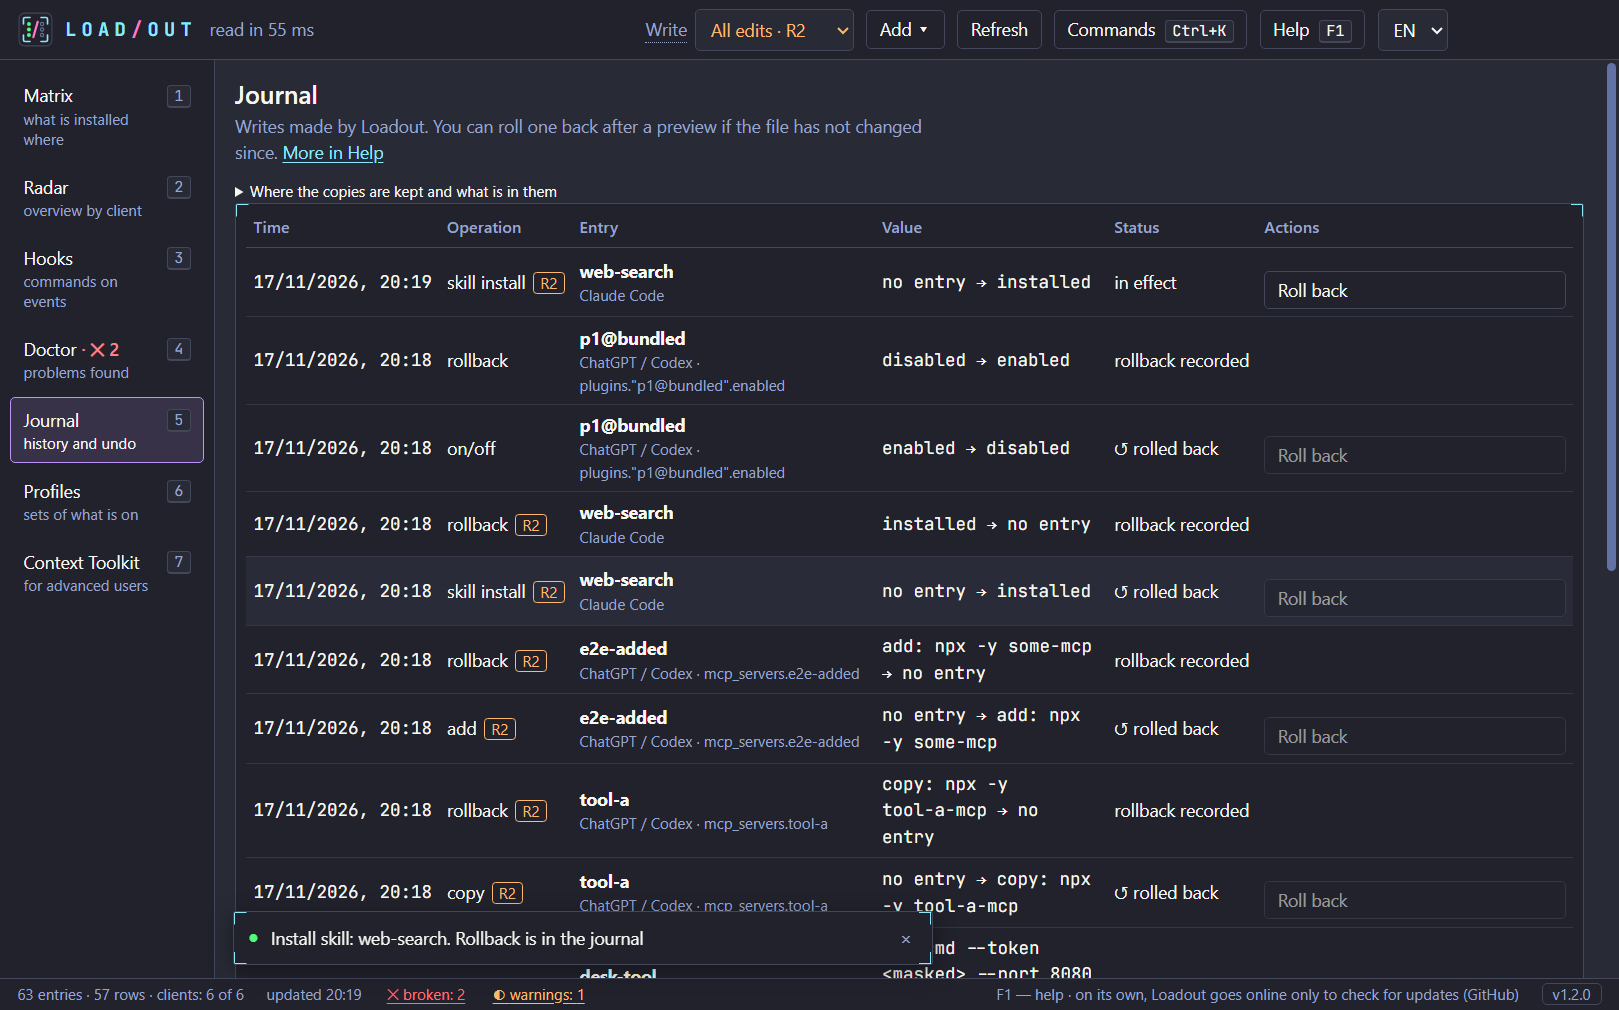 LOAD/OUT read in 55 ms Write All edits · R2 Add Refresh Commands Ctrl+K Help F1 EN
Matrix 1
what is installed
where
Radar 2
overview by client
Hooks 3
commands on
events
Doctor · 2 4
problems found
Journal 5
history and undo
Profiles 6
sets of what is on
Context Toolkit 7
for advanced users
Journal
Writes made by Loadout. You can roll one back after a preview if the file has not changed
since. More in Help
Where the copies are kept and what is in them
Time Operation Entry Value Status Actions
17/11/2026, 20:19 skill install R2 web-search no entry → installed in effect Roll back
Claude Code
17/11/2026, 20:18 rollback p1@bundled disabled → enabled rollback recorded
ChatGPT / Codex ·
plugins."p1@bundled".enabled
17/11/2026, 20:18 on/off p1@bundled enabled → disabled ↺ rolled back Roll back
ChatGPT / Codex ·
plugins."p1@bundled".enabled
17/11/2026, 20:18 rollback R2 web-search installed → no entry rollback recorded
Claude Code
17/11/2026, 20:18 skill install R2 web-search no entry → installed ↺ rolled back Roll back
Claude Code
17/11/2026, 20:18 rollback R2 e2e-added add: npx -y some-mcp rollback recorded
ChatGPT / Codex · mcp_servers.e2e-added → no entry
17/11/2026, 20:18 add R2 e2e-added no entry → add: npx ↺ rolled back Roll back
ChatGPT / Codex · mcp_servers.e2e-added -y some-mcp
17/11/2026, 20:18 rollback R2 tool-a copy: npx -y rollback recorded
ChatGPT / Codex · mcp_servers.tool-a tool-a-mcp → no
entry
17/11/2026, 20:18 copy R2 tool-a no entry → copy: npx ↺ rolled back Roll back
ChatGPT / Codex · mcp_servers.tool-a -y tool-a-mcp
Install skill: web-search. Rollback is in the journal ×
md --token
desk-tool <masked> --port 8080
63 entries · 57 rows · clients: 6 of 6 updated 20:19 broken: 2 warnings: 1 F1 — help · on its own, Loadout goes online only to check for updates (GitHub) v1.2.0